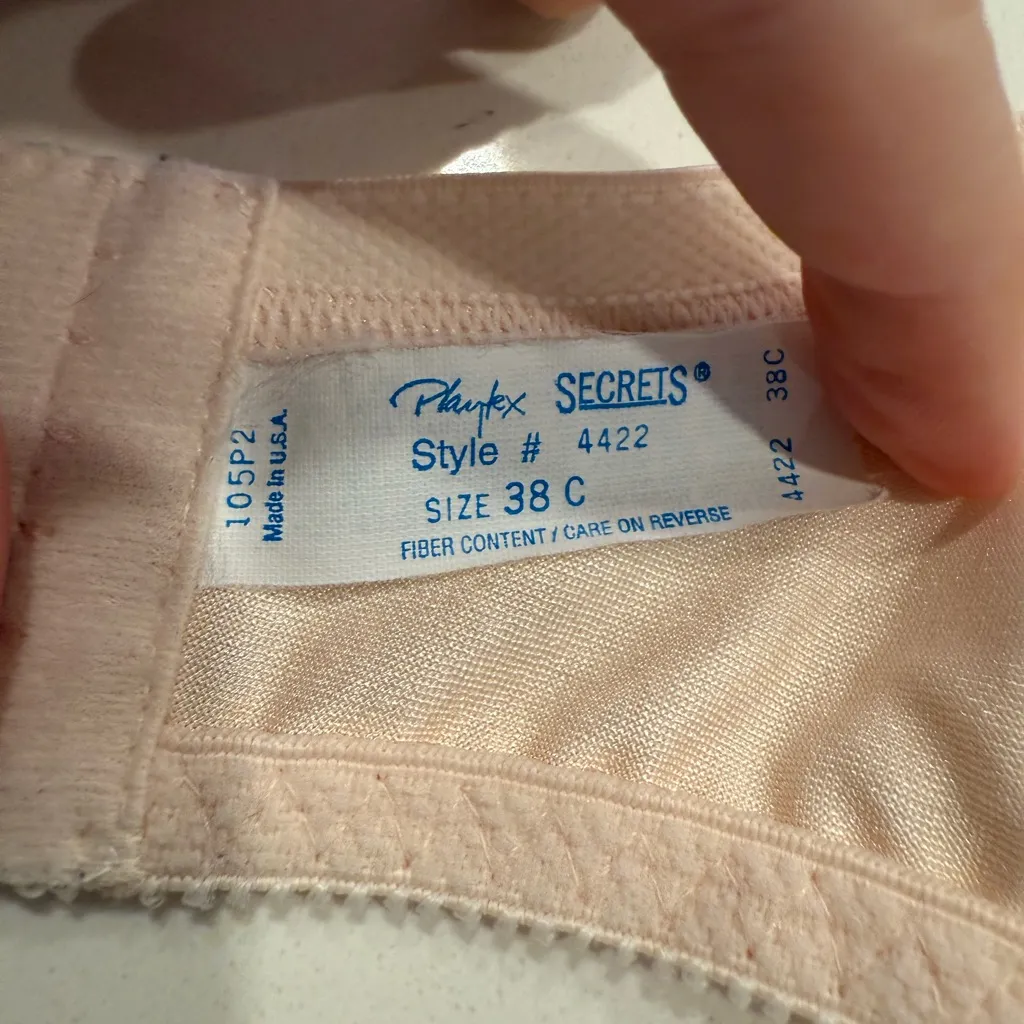 Playtex SECRETS®
Style # 4422
SIZE 38 C
FIBER CONTENT / CARE ON REVERSE
105P2
Made in U.S.A.
4422 38C